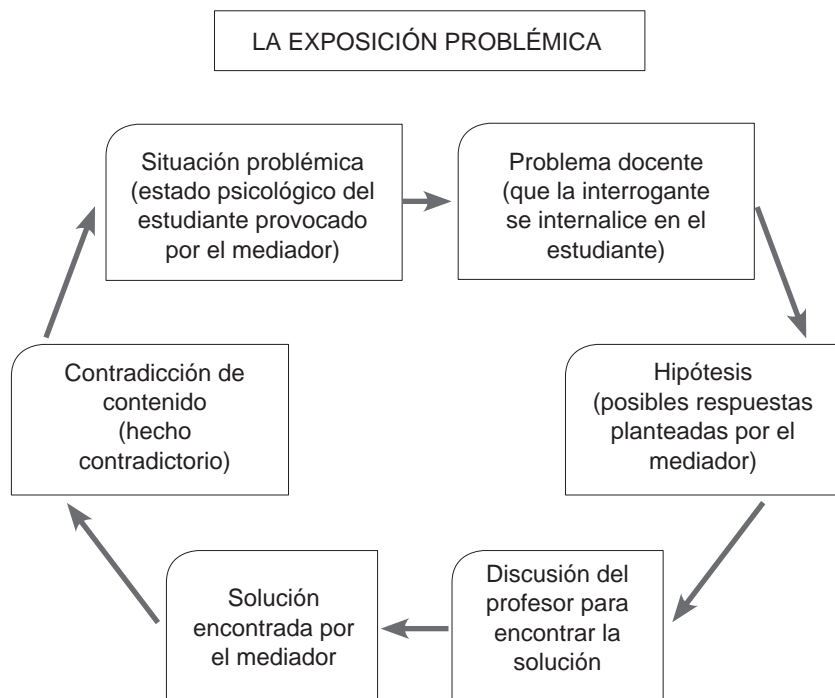 LA EXPOSICIÓN PROBLÉMICA
Situación problémica
(estado psicológico del
estudiante provocado
por el mediador)
Problema docente
(que la interrogante
se internalice en el
estudiante)
Hipótesis
(posibles respuestas
planteadas por el
mediador)
Discusión del
profesor para
encontrar la
solución
Solución
encontrada por
el mediador
Contradicción de
contenido
(hecho
contradictorio)